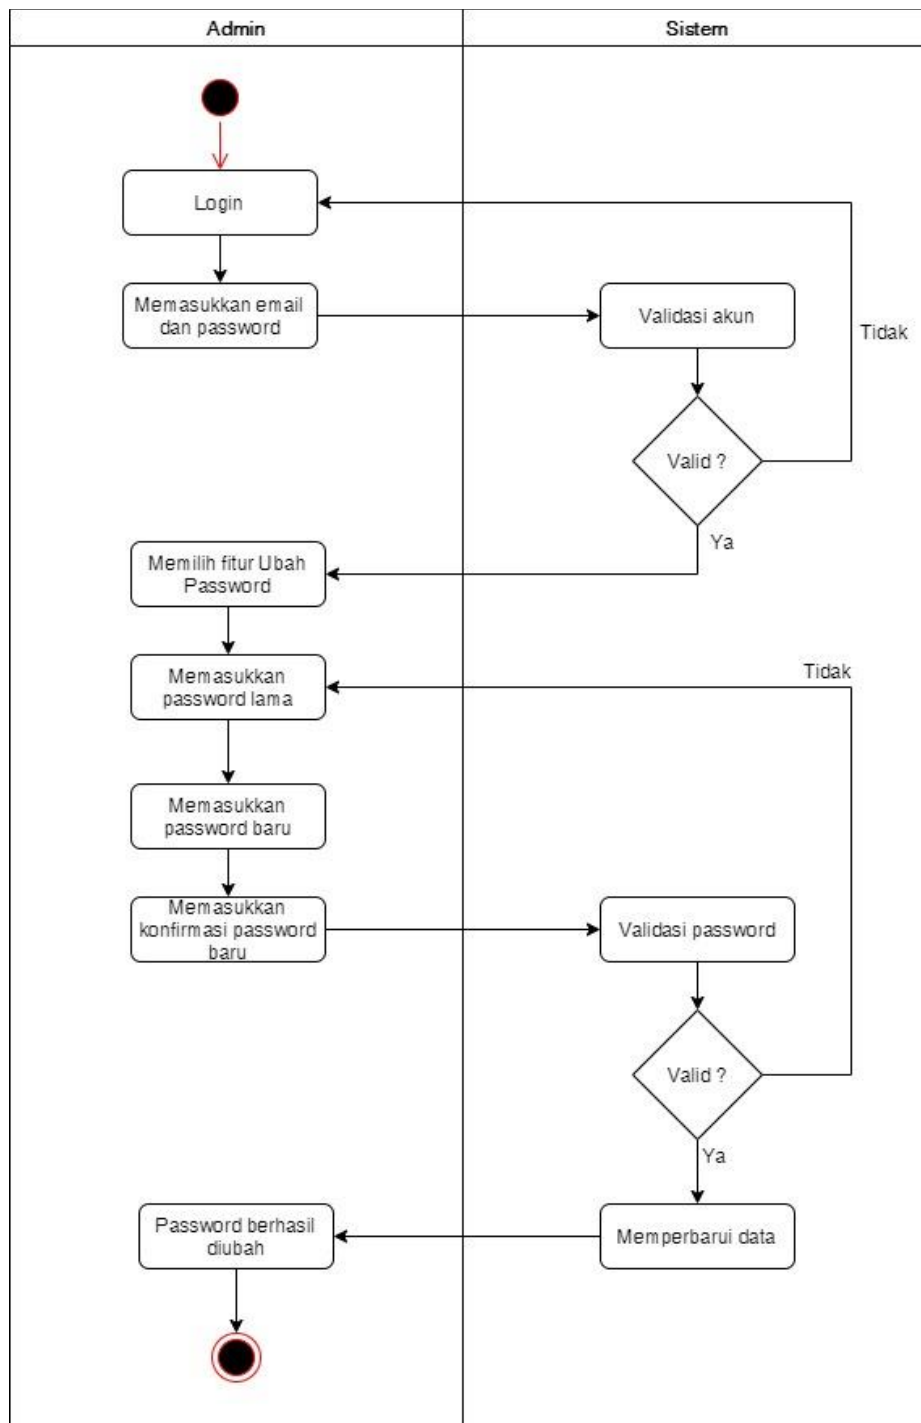 Admin
Sistem
Login
Memasukkan email
dan password
Validasi akun
Tidak
Valid ?
Ya
Memilih fitur Ubah
Password
Memasukkan
password lama
Tidak
Memasukkan
password baru
Memasukkan
konfirmasi password
baru
Validasi password
Valid ?
Ya
Password berhasil
diubah
Memperbarui data